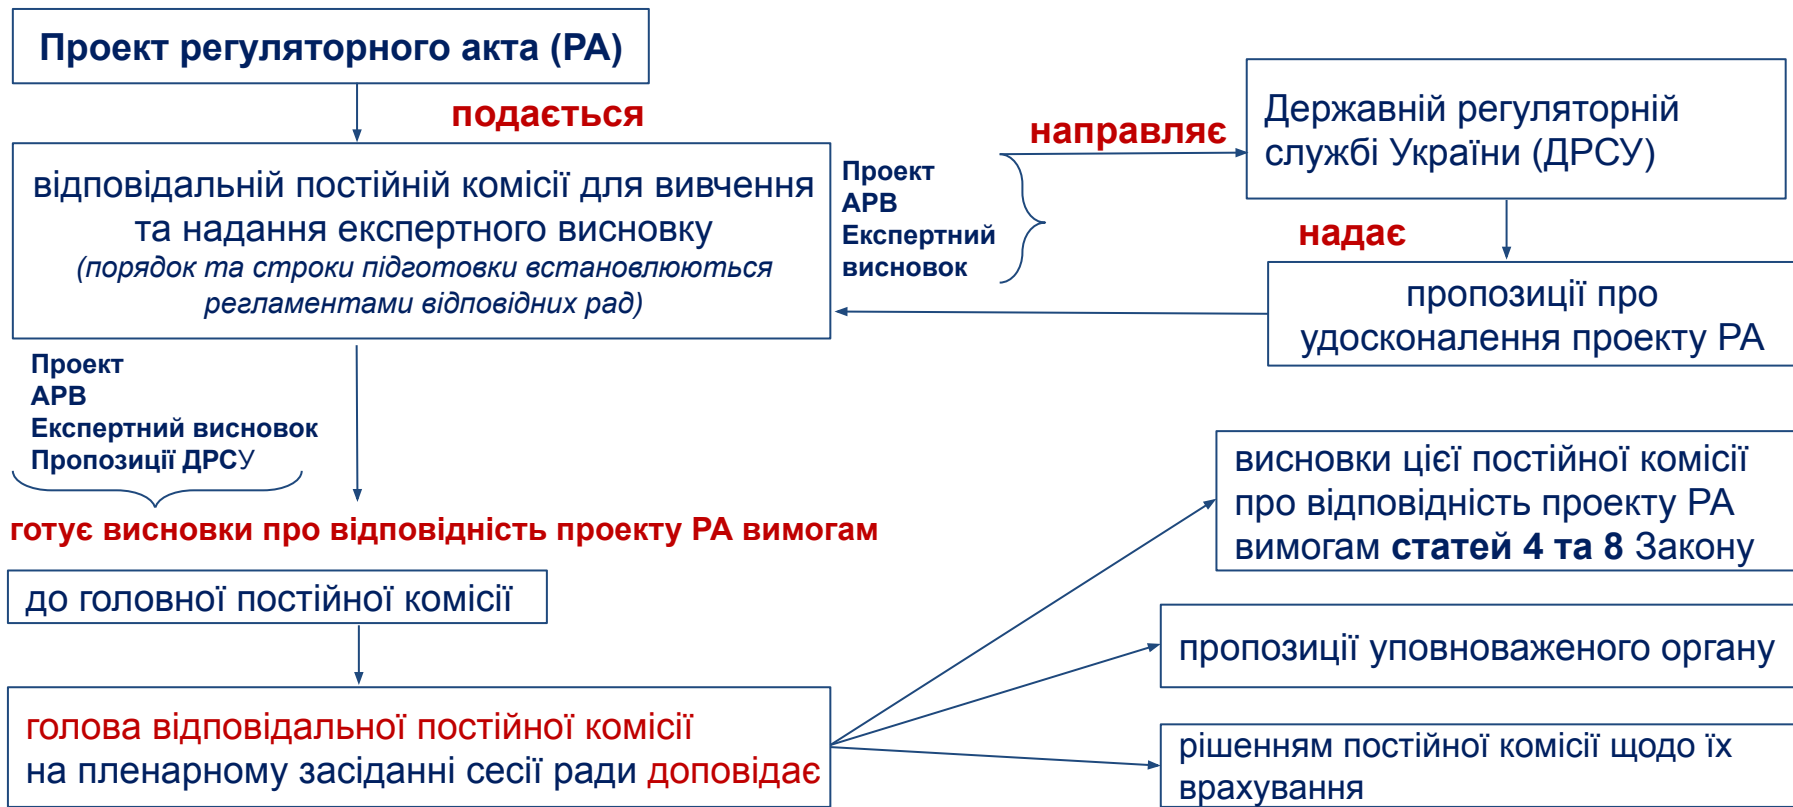 Проект регуляторного акта (РА)
подається
відповідальній постійній комісії для вивчення
та надання експертного висновку
(порядок та строки підготовки встановлюються
регламентами відповідних рад)
Проект
АРВ
Експертний
висновок
направляє
Державній регуляторній
службі України (ДРСУ)
надає
пропозиції про
удосконалення проекту РА
Проект
АРВ
Експертний висновок
Пропозиції ДРСУ
готує висновки про відповідність проекту РА вимогам
до головної постійної комісії
голова відповідальної постійної комісії
на пленарному засіданні сесії ради доповідає
висновки цієї постійної комісії
про відповідність проекту РА
вимогам статей 4 та 8 Закону
пропозиції уповноваженого органу
рішенням постійної комісії щодо їх
врахування